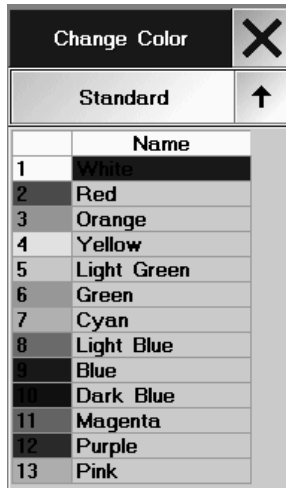 Change Color
Standard
Name
1 White
2 Red
3 Orange
4 Yellow
5 Light Green
6 Green
7 Cyan
8 Light Blue
9 Blue
10 Dark Blue
11 Magenta
12 Purple
13 Pink